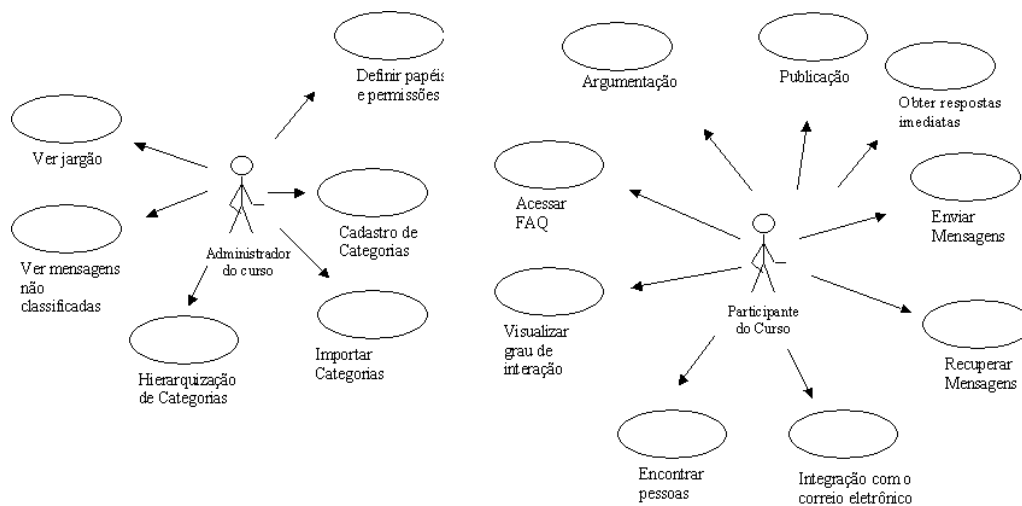 Definir papéis
e permissões
Ver jargão
Cadastro de
Categorias
Administrador
do curso
Ver mensagens
não
classificadas
Importar
Categorias
Hierarquização
de Categorias
Argumentação
Publicação
Obter respostas
imediatas
Acessar
FAQ
Enviar
Mensagens
Participante
do Curso
Visualizar
grau de
interação
Recuperar
Mensagens
Encontrar
pessoas
Integração com o
correio eletrônico